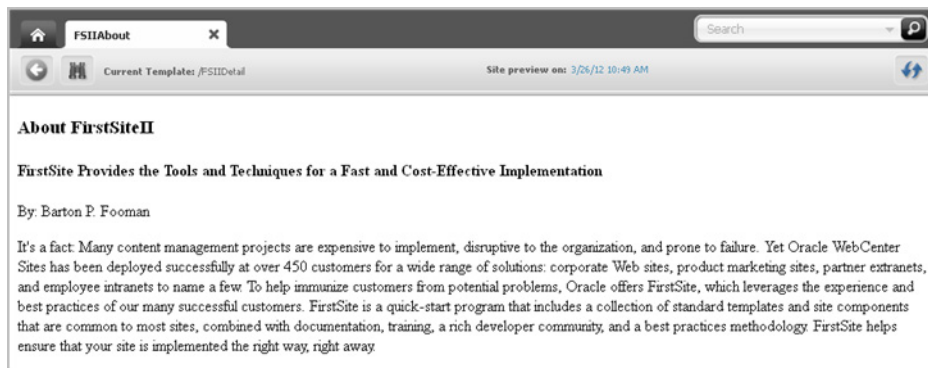 FSIIAbout
Search
Current Template: /FSIIDetail
Site preview on: 3/26/12 10:49 AM
About FirstSiteII
FirstSite Provides the Tools and Techniques for a Fast and Cost-Effective Implementation
By: Barton P. Fooman
It's a fact: Many content management projects are expensive to implement, disruptive to the organization, and prone to failure. Yet Oracle WebCenter
Sites has been deployed successfully at over 450 customers for a wide range of solutions: corporate Web sites, product marketing sites, partner extranets,
and employee intranets to name a few. To help immunize customers from potential problems, Oracle offers FirstSite, which leverages the experience and
best practices of our many successful customers. FirstSite is a quick-start program that includes a collection of standard templates and site components
that are common to most sites, combined with documentation, training, a rich developer community, and a best practices methodology. FirstSite helps
ensure that your site is implemented the right way, right away.